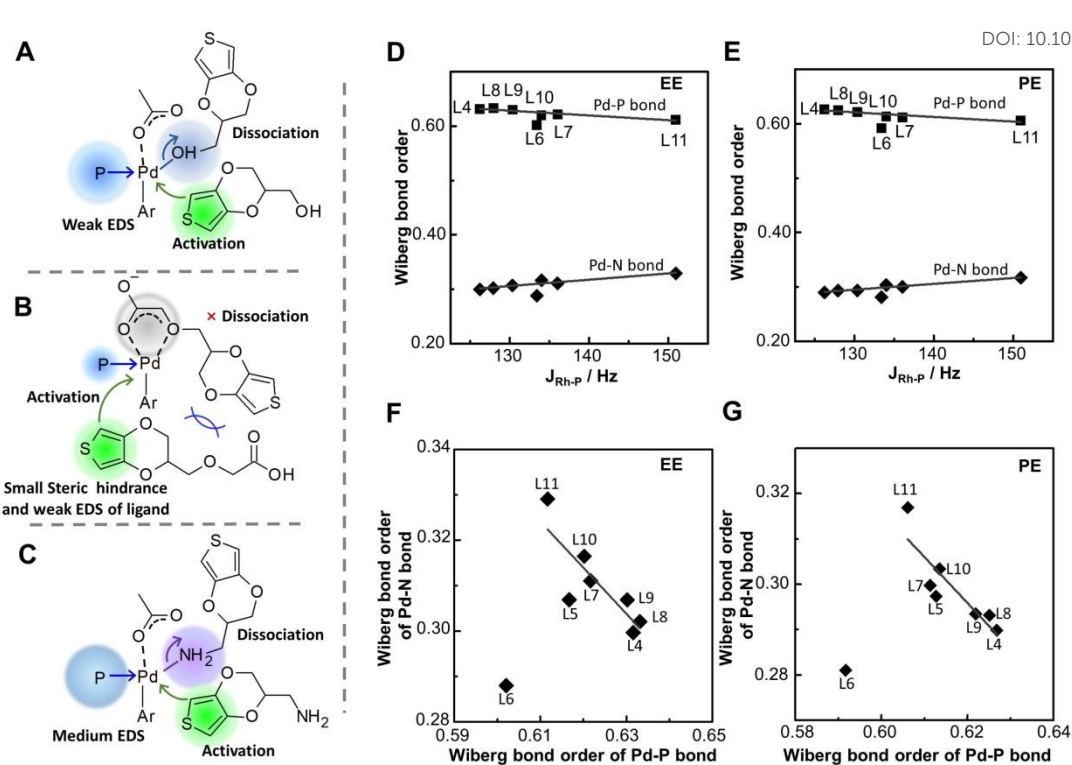 DOI: 10.10
A
S
O
O
O
O
Dissociation
OH
P
Pd
Ar
O
O
S
OH
Weak EDS
Activation
B
O
−
O
O
× Dissociation
P
Pd
O
O
S
Activation
Ar
O
O
S
O
O
OH
Small Steric hindrance
and weak EDS of ligand
C
S
O
O
O
O
Dissociation
NH2
P
Pd
Ar
O
O
S
NH2
Medium EDS
Activation
D
EE
L8 L9
L4
L10
Pd-P bond
L6
L7
L11
Pd-N bond
0.60
0.40
0.20
Wiberg bond order
130
140
150
JRh-P / Hz
E
PE
L8
L9
L4
L10
Pd-P bond
L6
L7
L11
Pd-N bond
0.60
0.40
0.20
Wiberg bond order
130
140
150
JRh-P / Hz
F
EE
L11
L10
L7
L5
L9
L8
L4
L6
0.34
0.32
0.30
0.28
Wiberg bond order
of Pd-N bond
0.59
0.61
0.63
0.65
Wiberg bond order of Pd-P bond
G
PE
L11
L10
L7
L5
L9
L8
L4
L6
0.32
0.30
0.28
Wiberg bond order
of Pd-N bond
0.58
0.60
0.62
0.64
Wiberg bond order of Pd-P bond